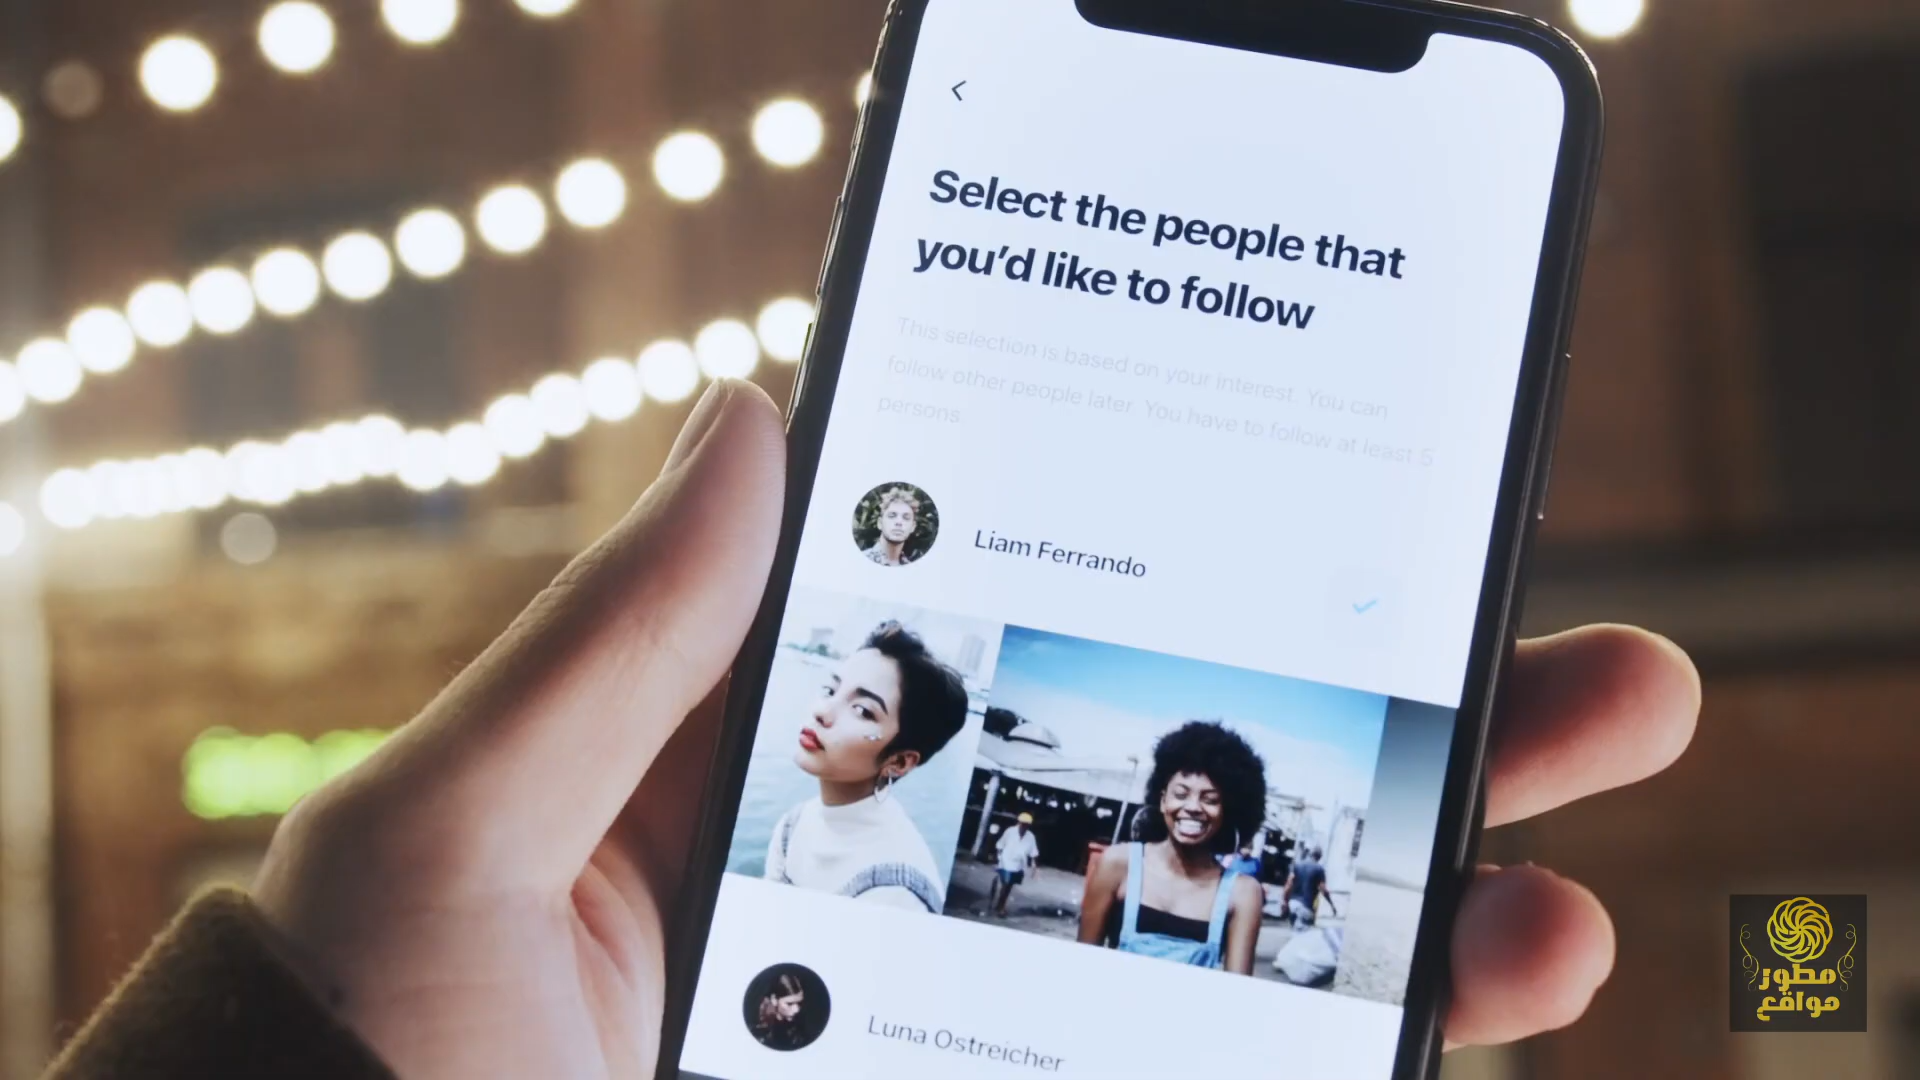 Select the people that
you'd like to follow
This selection is based on your interest. You can
follow other people later. You have to follow at least 5
persons.
Liam Ferrando
Luna Ostreicher
مطور
مواقع